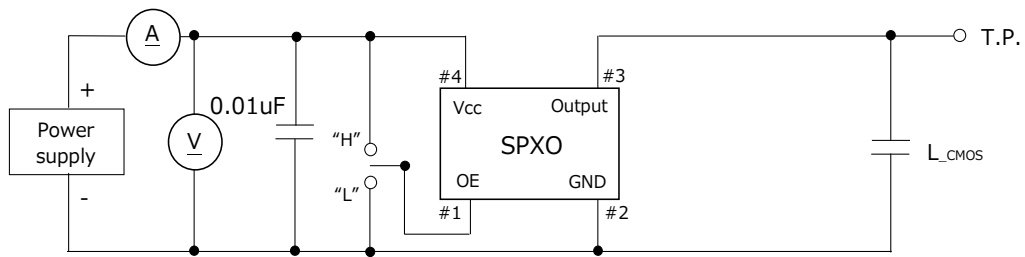 A
T.P.
#4
#3
+
0.01uF
Vcc
Output
Power
supply
V
“H”
SPXO
L_CMOS
“L”
OE
GND
-
#1
#2